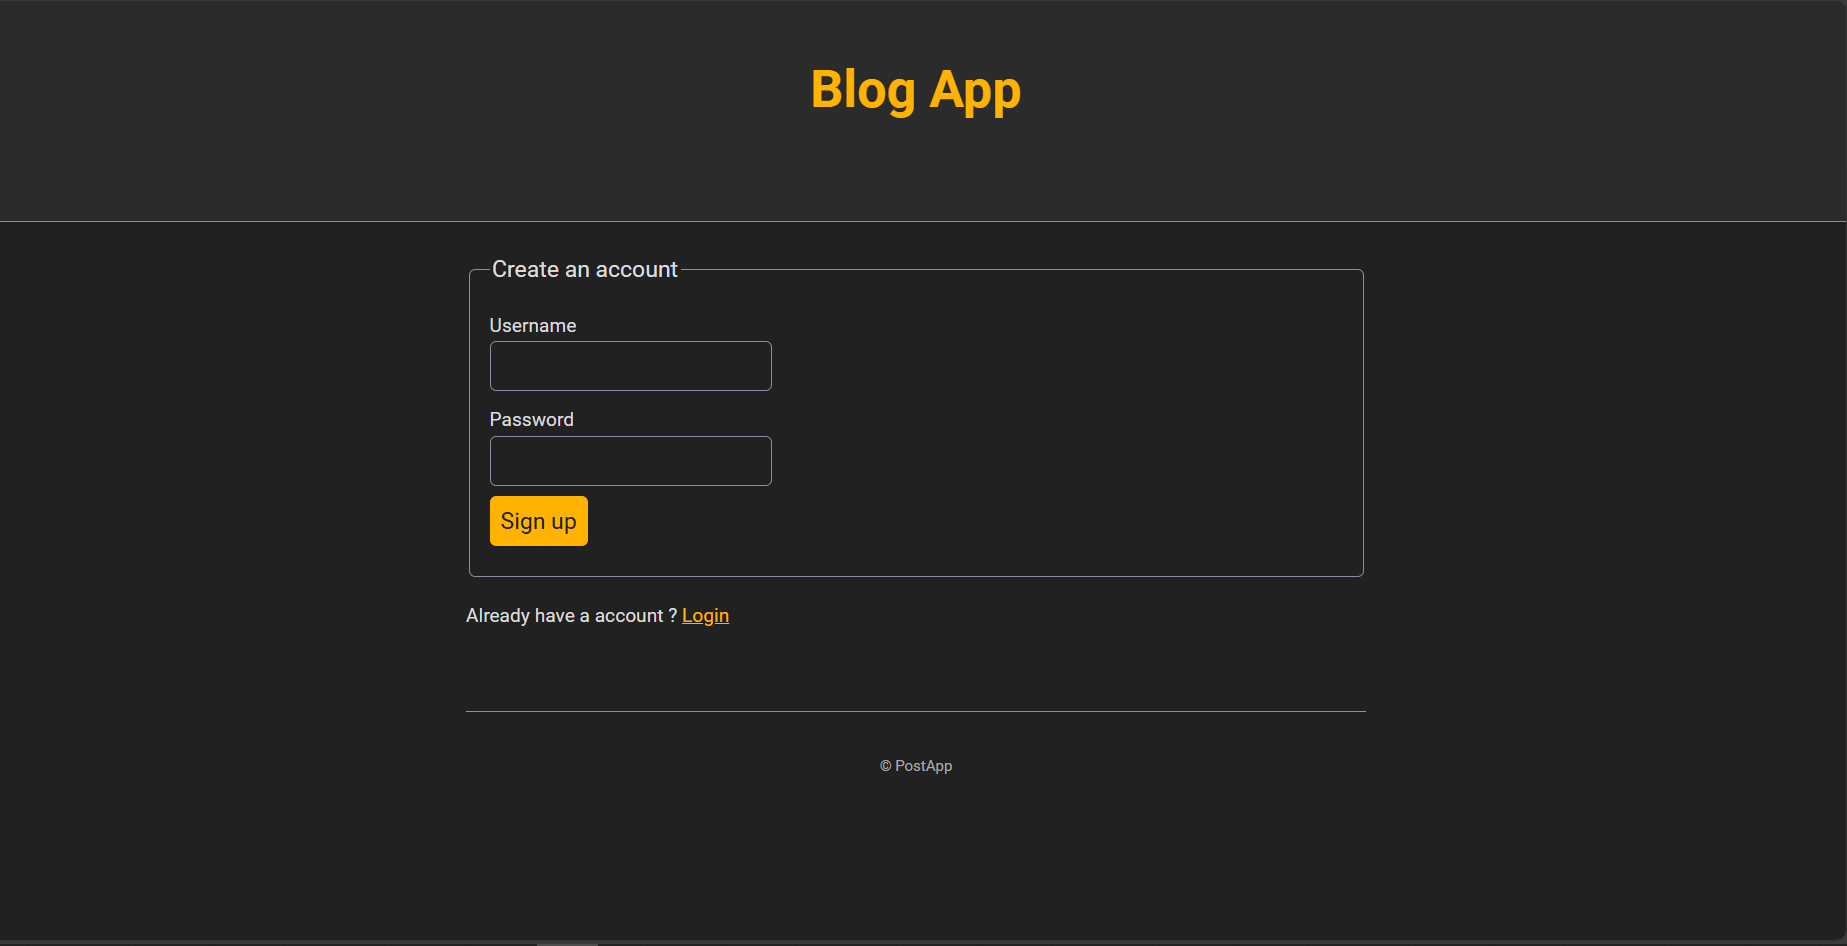 Blog App
Create an account
Username
Password
Sign up
Already have a account ? Login
© PostApp